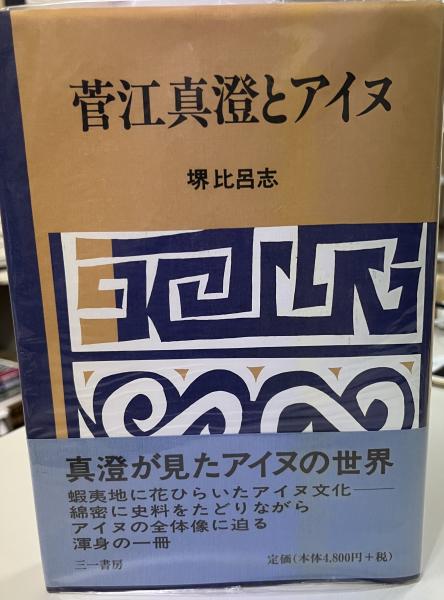 菅江真澄とアイヌ
堺比呂志
真澄が見たアイヌの世界
蝦夷地に花ひらいたアイヌ文化――
綿密に史料をたどりながら
アイヌの全体像に迫る
渾身の一冊
三一書房
定価(本体4,800円+税)